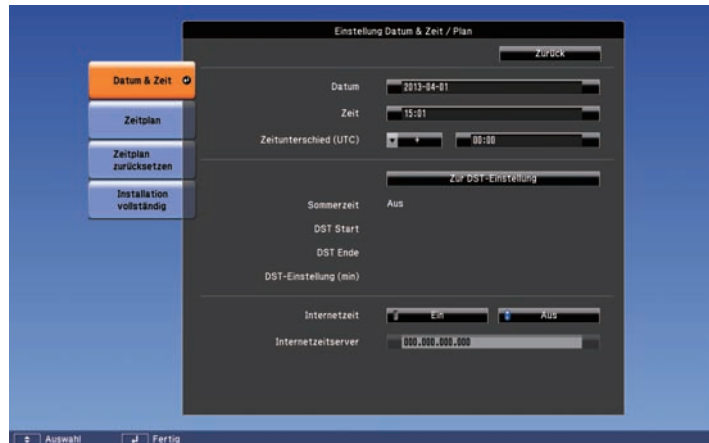 Einstellung Datum & Zeit / Plan
Zurück
Datum & Zeit
Zeitplan
Zeitplan
zurücksetzen
Installation
vollständig
Datum 2013-04-01
Zeit 15:01
Zeitunterschied (UTC) + 00:00
Zur DST-Einstellung
Sommerzeit Aus
DST Start
DST Ende
DST-Einstellung (min)
Internetzeit Ein Aus
Internetzeitserver 000.000.000.000
Auswahl Fertig